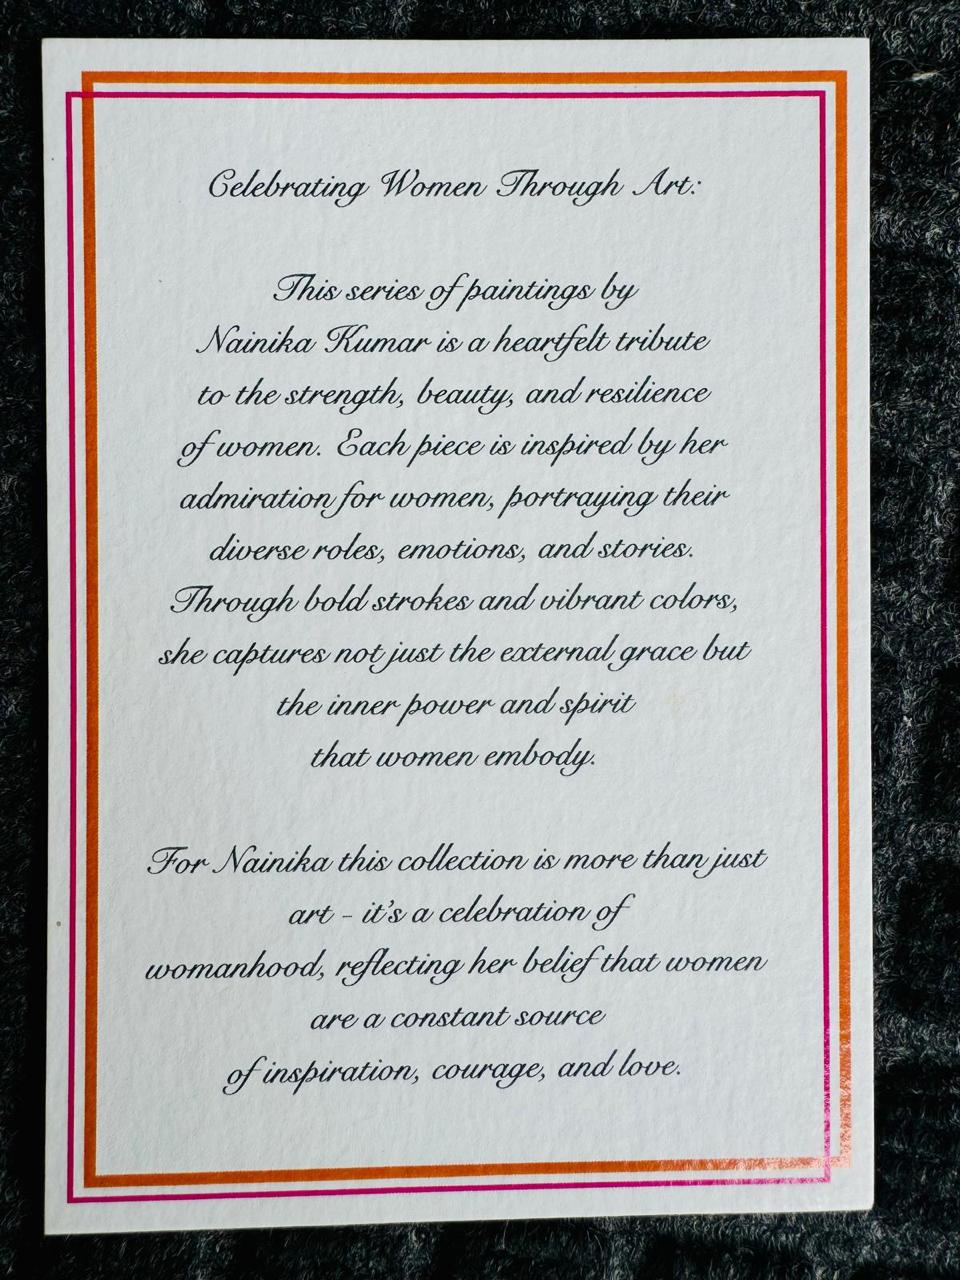 Celebrating Women Through Art:
This series of paintings by
Nainika Kumar is a heartfelt tribute
to the strength, beauty, and resilience
of women. Each piece is inspired by her
admiration for women, portraying their
diverse roles, emotions, and stories.
Through bold strokes and vibrant colors,
she captures not just the external grace but
the inner power and spirit
that women embody.
For Nainika this collection is more than just
art - it's a celebration of
womanhood, reflecting her belief that women
are a constant source
of inspiration, courage, and love.